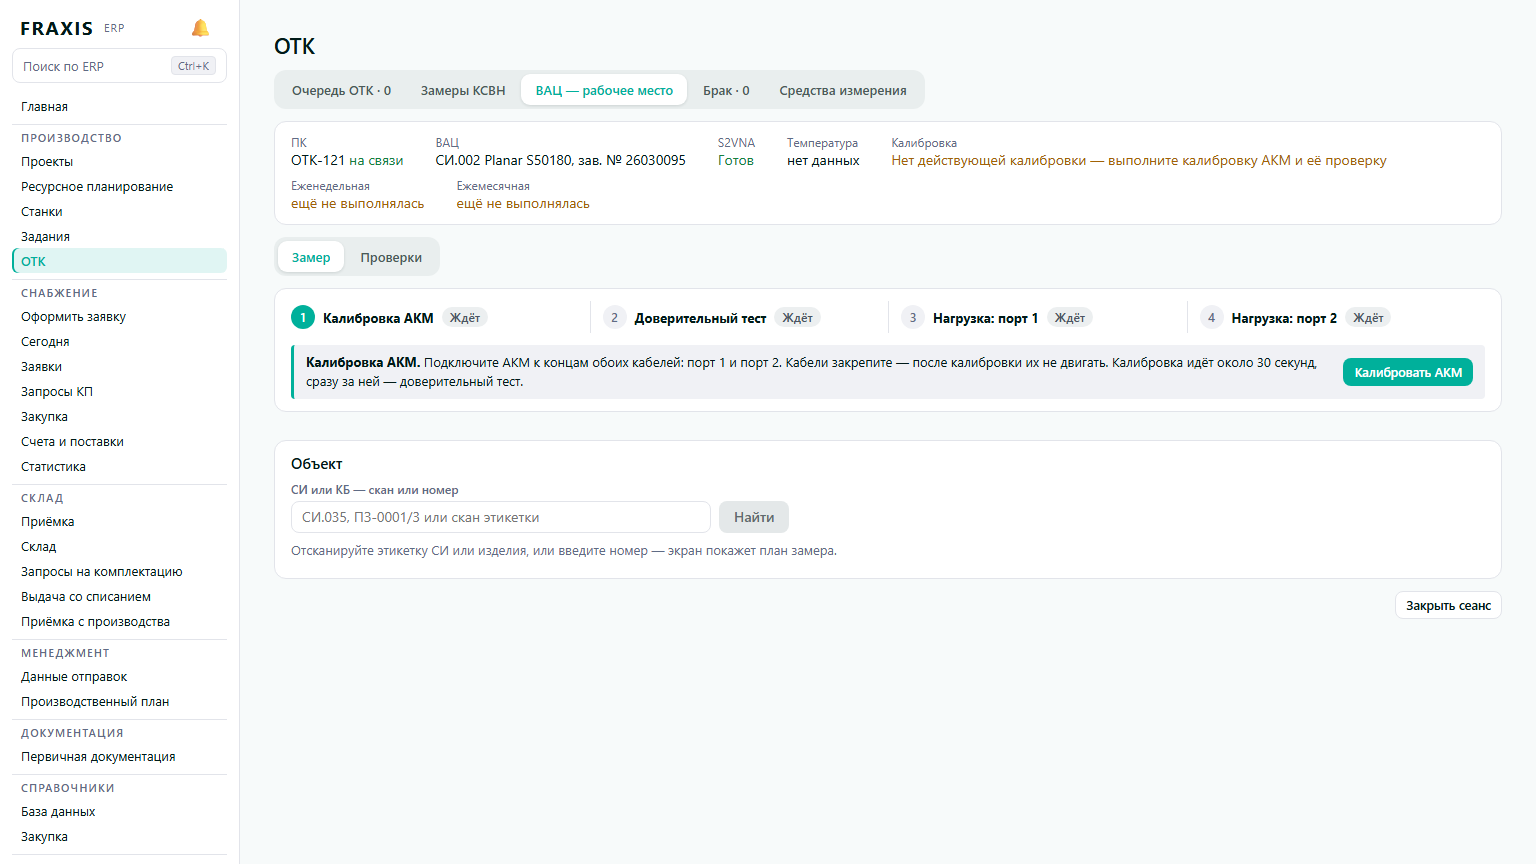 FRAXIS ERP
Поиск по ERP Ctrl+K
Главная
ПРОИЗВОДСТВО
Проекты
Ресурсное планирование
Станки
Задания
ОТК
СНАБЖЕНИЕ
Оформить заявку
Сегодня
Заявки
Запросы КП
Закупка
Счета и поставки
Статистика
СКЛАД
Приёмка
Склад
Запросы на комплектацию
Выдача со списанием
Приёмка с производства
МЕНЕДЖМЕНТ
Данные отправок
Производственный план
ДОКУМЕНТАЦИЯ
Первичная документация
СПРАВОЧНИКИ
База данных
Закупка
ОТК
Очередь ОТК · 0 Замеры КСВН ВАЦ — рабочее место Брак · 0 Средства измерения
ПК ВАЦ S2VNA Температура Калибровка
ОТК-121 на связи СИ.002 Planar S50180, зав. № 26030095 Готов нет данных Нет действующей калибровки — выполните калибровку АКМ и её проверку
Еженедельная Ежемесячная
ещё не выполнялась ещё не выполнялась
Замер Проверки
1 Калибровка АКМ Ждёт 2 Доверительный тест Ждёт 3 Нагрузка: порт 1 Ждёт 4 Нагрузка: порт 2 Ждёт
Калибровка АКМ. Подключите АКМ к концам обоих кабелей: порт 1 и порт 2. Кабели закрепите — после калибровки их не двигать. Калибровка идёт около 30 секунд,
сразу за ней — доверительный тест.
Калибровать АКМ
Объект
СИ или КБ — скан или номер
СИ.035, ПЗ-0001/3 или скан этикетки Найти
Отсканируйте этикетку СИ или изделия, или введите номер — экран покажет план замера.
Закрыть сеанс